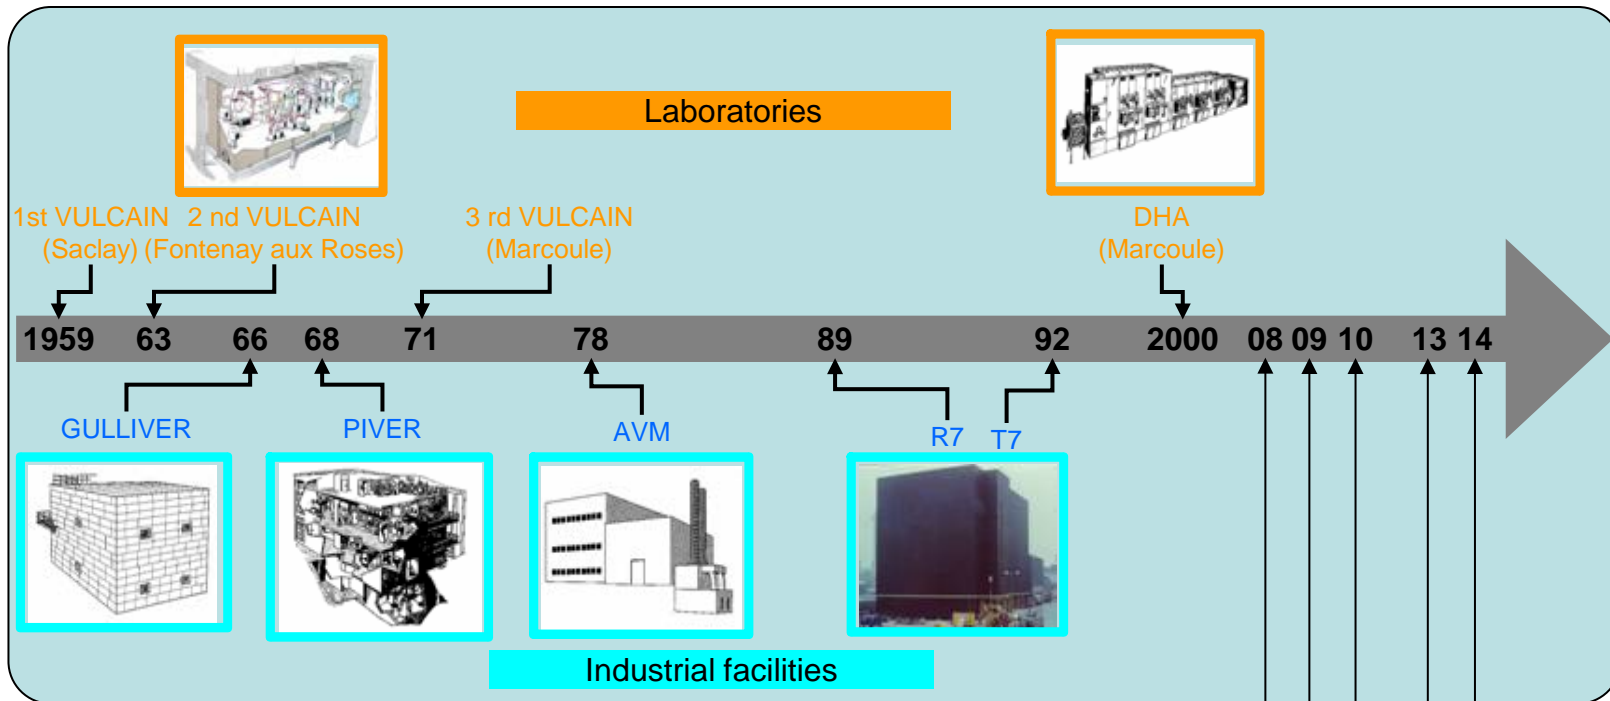 Laboratories
1st VULCAIN
(Saclay)
2 nd VULCAIN
(Fontenay aux Roses)
3 rd VULCAIN
(Marcoule)
DHA
(Marcoule)
1959 63 66 68 71 78 89 92 2000 08 09 10 13 14
GULLIVER
PIVER
AVM
R7
T7
Industrial facilities